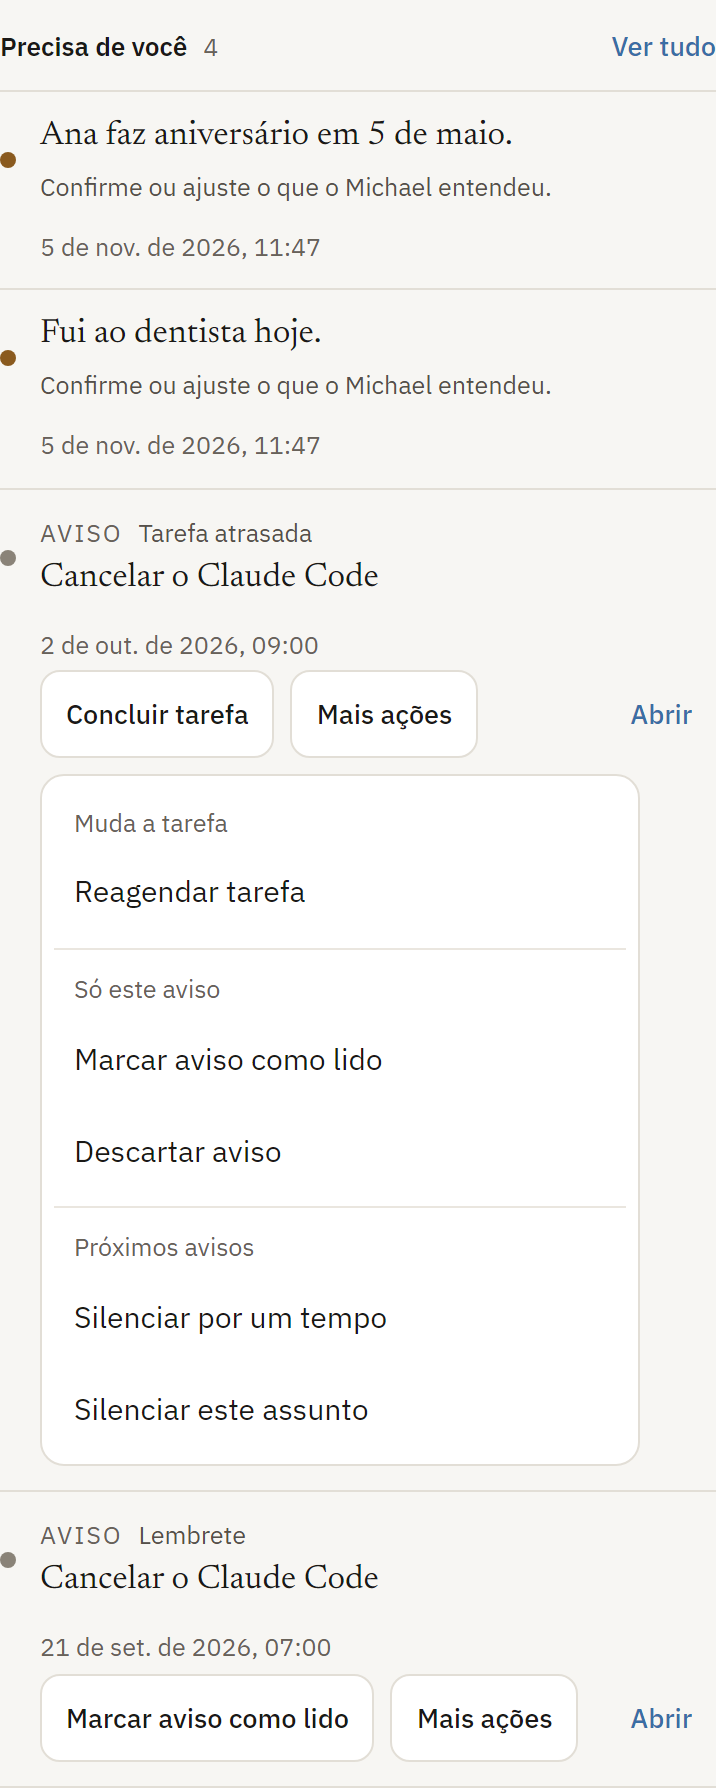 Precisa de você 4 Ver tudo
Ana faz aniversário em 5 de maio.
Confirme ou ajuste o que o Michael entendeu.
5 de nov. de 2026, 11:47
Fui ao dentista hoje.
Confirme ou ajuste o que o Michael entendeu.
5 de nov. de 2026, 11:47
AVISO Tarefa atrasada
Cancelar o Claude Code
2 de out. de 2026, 09:00
Concluir tarefa Mais ações Abrir
Muda a tarefa
Reagendar tarefa
Só este aviso
Marcar aviso como lido
Descartar aviso
Próximos avisos
Silenciar por um tempo
Silenciar este assunto
AVISO Lembrete
Cancelar o Claude Code
21 de set. de 2026, 07:00
Marcar aviso como lido Mais ações Abrir